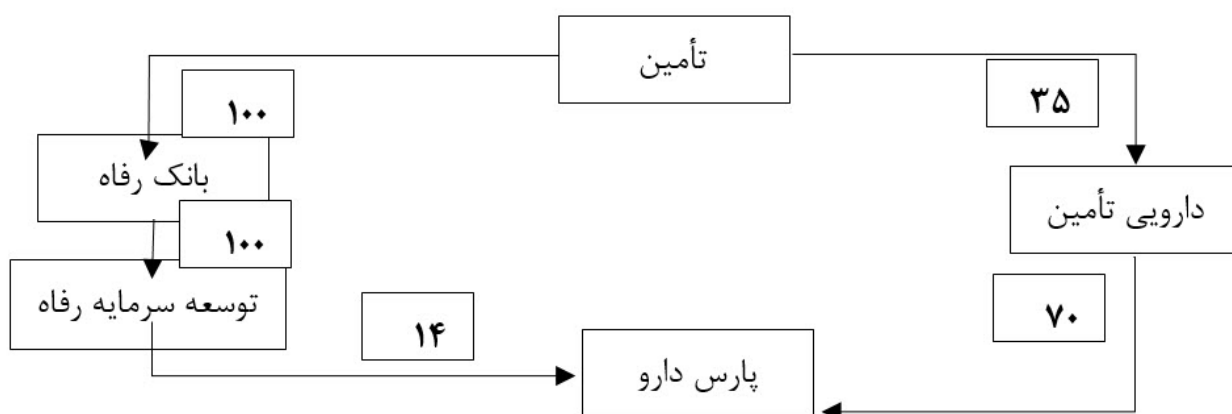 تأمین
۳۵
۱۰۰
بانک رفاه
دارویی تأمین
۱۰۰
توسعه سرمایه رفاه
۷۰
۱۴
پارس دارو